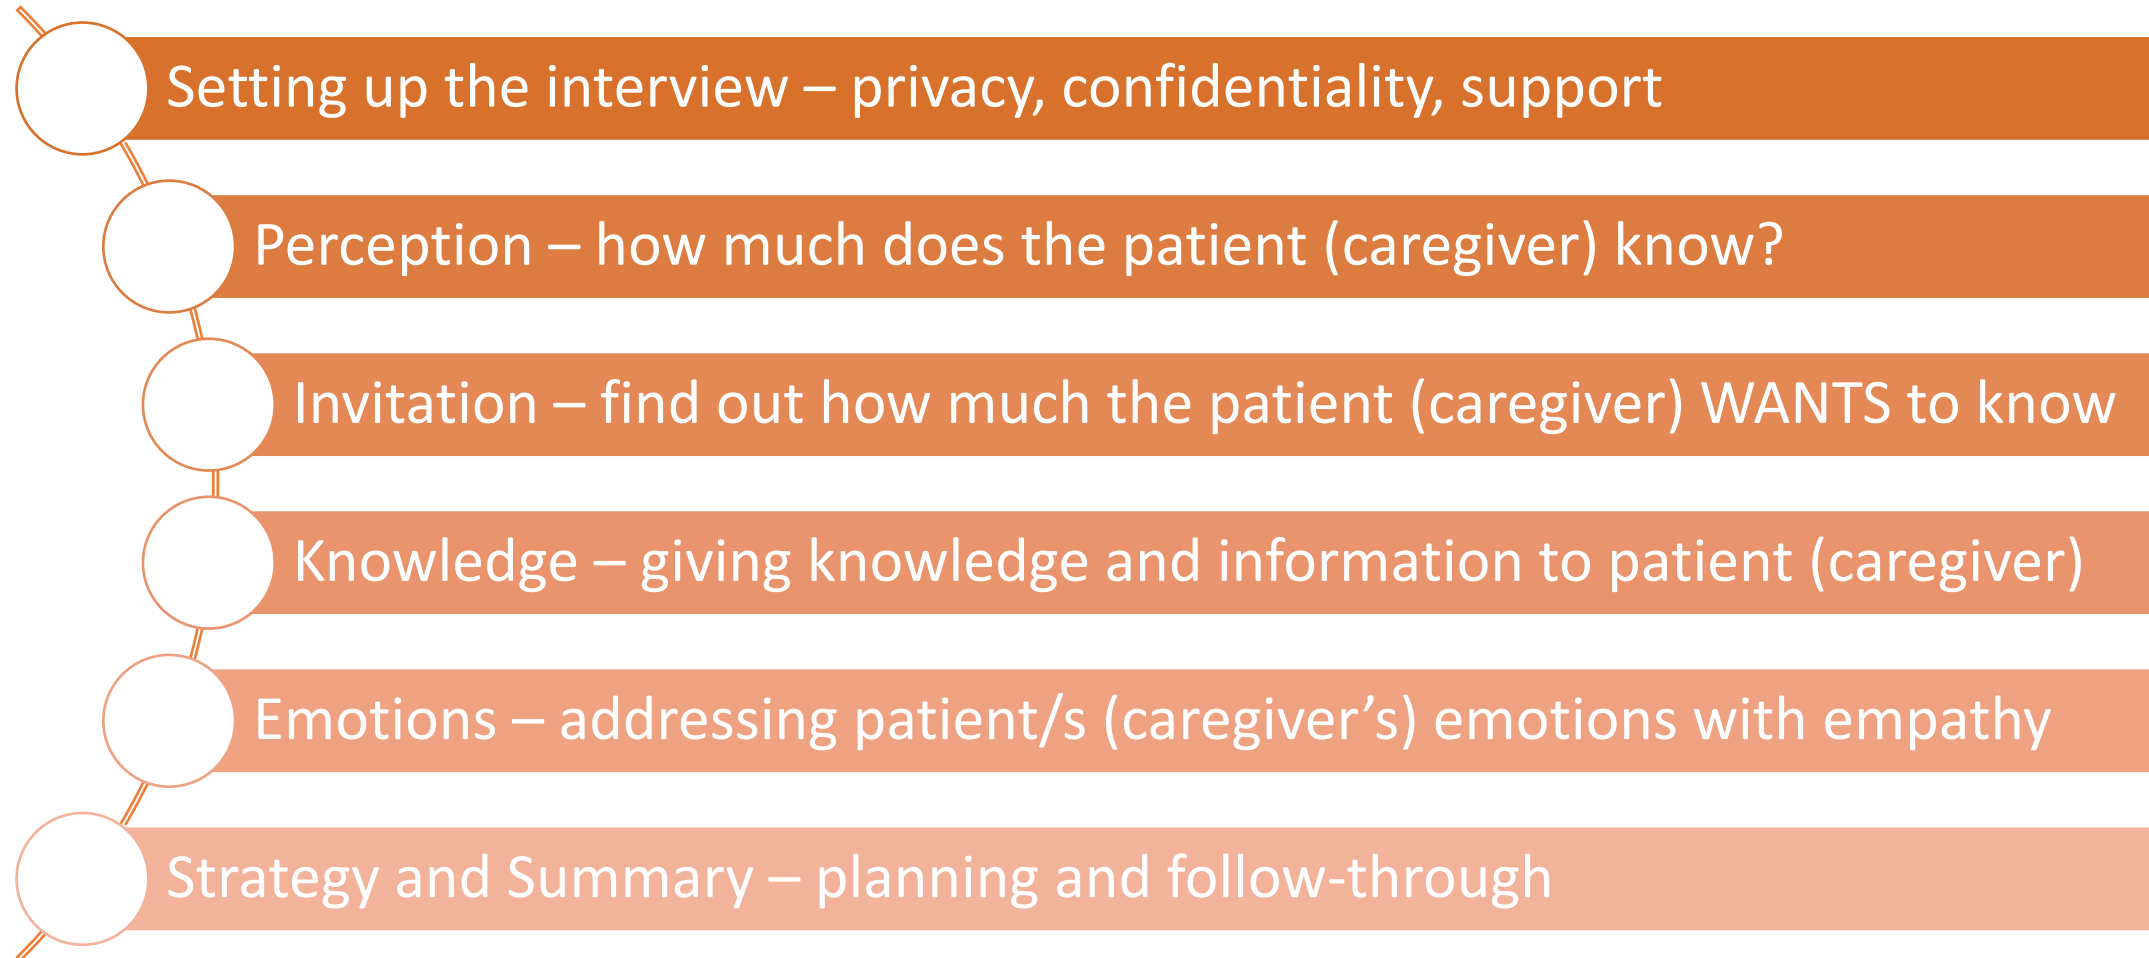 Setting up the interview – privacy, confidentiality, support
Perception – how much does the patient (caregiver) know?
Invitation – find out how much the patient (caregiver) WANTS to know
Knowledge – giving knowledge and information to patient (caregiver)
Emotions – addressing patient/s (caregiver’s) emotions with empathy
Strategy and Summary – planning and follow-through